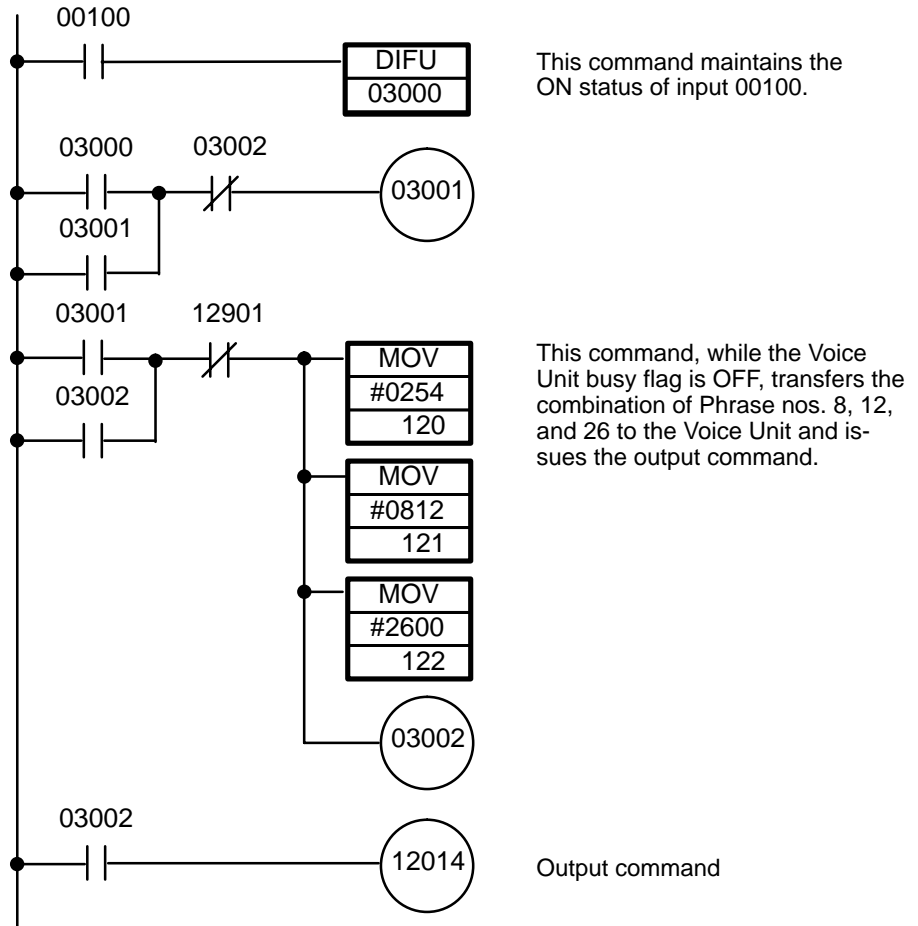 00100
DIFU
03000
This command maintains the
ON status of input 00100.
03000
03002
03001
03001
03001
12901
03002
MOV
#0254
120
This command, while the Voice
Unit busy flag is OFF, transfers the
combination of Phrase nos. 8, 12,
and 26 to the Voice Unit and is-
sues the output command.
MOV
#0812
121
MOV
#2600
122
03002
03002
12014
Output command